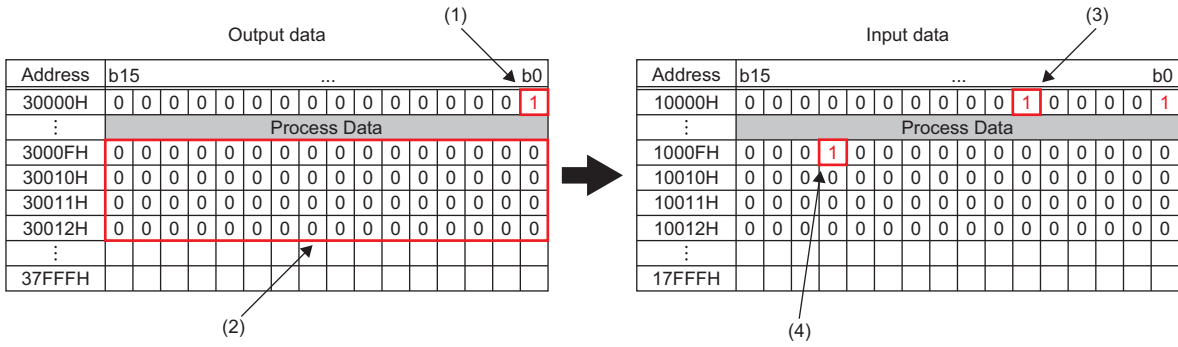 (1)
(3)
Output data
Input data
Address b15 ... b0
30000H 0 0 0 0 0 0 0 0 0 0 0 0 0 0 0 1
⋮ Process Data
3000FH 0 0 0 0 0 0 0 0 0 0 0 0 0 0 0 0
30010H 0 0 0 0 0 0 0 0 0 0 0 0 0 0 0 0
30011H 0 0 0 0 0 0 0 0 0 0 0 0 0 0 0 0
30012H 0 0 0 0 0 0 0 0 0 0 0 0 0 0 0 0
⋮
37FFFH
(2)
Address b15 ... b0
10000H 0 0 0 0 0 0 0 0 0 0 1 0 0 0 0 1
⋮ Process Data
1000FH 0 0 0 1 0 0 0 0 0 0 0 0 0 0 0 0
10010H 0 0 0 0 0 0 0 0 0 0 0 0 0 0 0 0
10011H 0 0 0 0 0 0 0 0 0 0 0 0 0 0 0 0
10012H 0 0 0 0 0 0 0 0 0 0 0 0 0 0 0 0
⋮
17FFFH
(4)